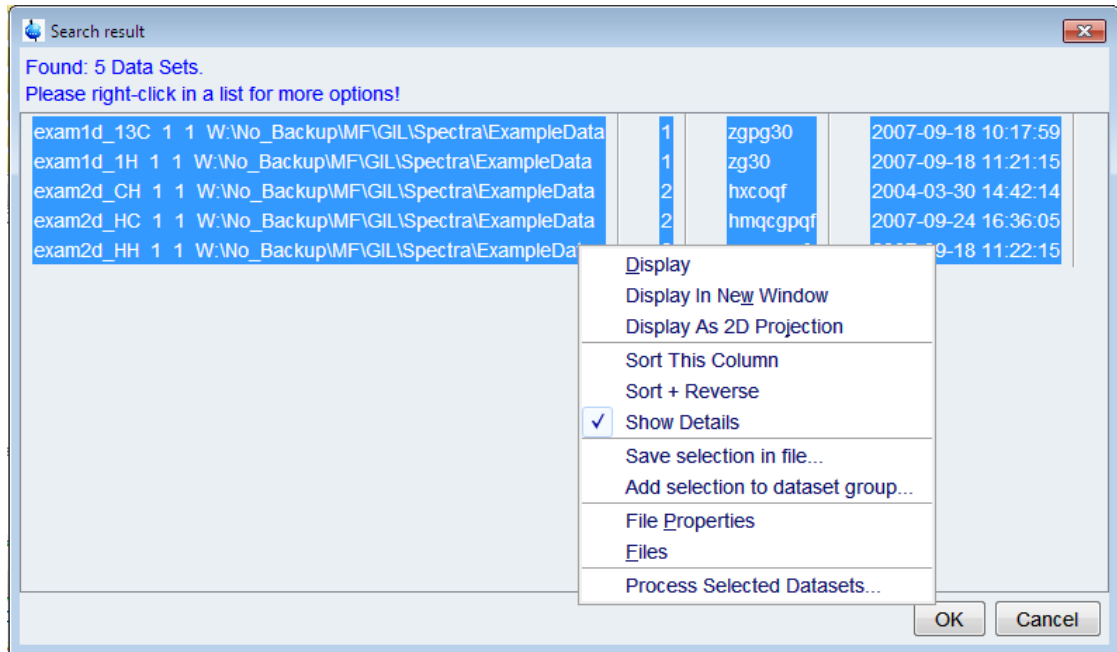 Search result
Found: 5 Data Sets.
Please right-click in a list for more options!
exam1d_13C 1 1 W:\No_Backup\MF\GIL\Spectra\ExampleData 1 zgpg30 2007-09-18 10:17:59
exam1d_1H 1 1 W:\No_Backup\MF\GIL\Spectra\ExampleData 1 zg30 2007-09-18 11:21:15
exam2d_CH 1 1 W:\No_Backup\MF\GIL\Spectra\ExampleData 2 hxcoqf 2004-03-30 14:42:14
exam2d_HC 1 1 W:\No_Backup\MF\GIL\Spectra\ExampleData 2 hmqcgpqf 2007-09-24 16:36:05
exam2d_HH 1 1 W:\No_Backup\MF\GIL\Spectra\ExampleDat 9-18 11:22:15
Display
Display In New Window
Display As 2D Projection
Sort This Column
Sort + Reverse
Show Details
Save selection in file...
Add selection to dataset group...
File Properties
Files
Process Selected Datasets...
OK Cancel